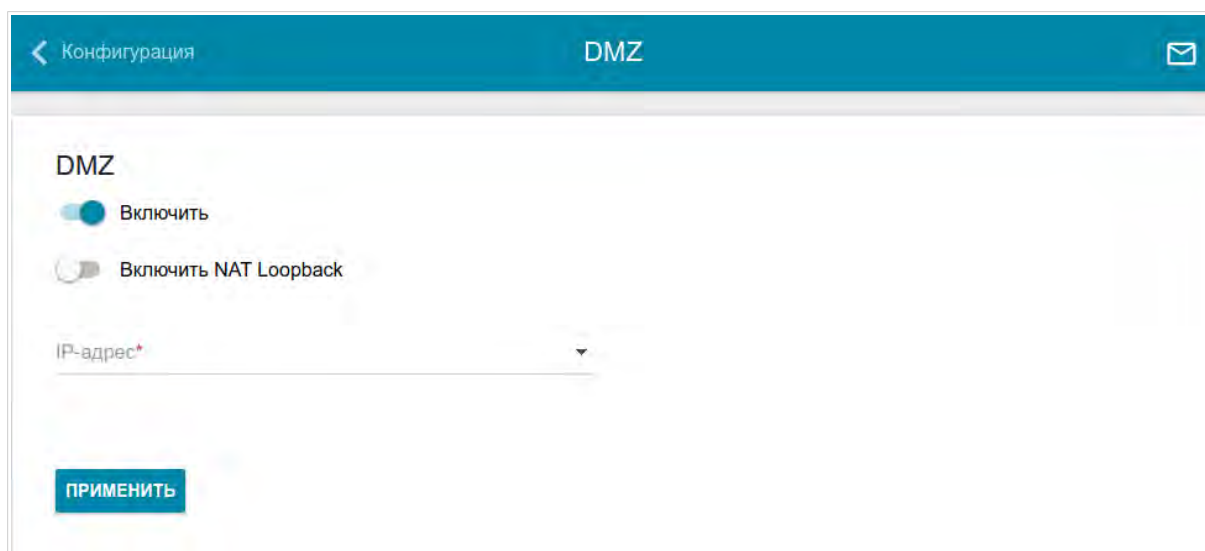 Конфигурация DMZ
DMZ
Включить
Включить NAT Loopback
IP-адрес*
ПРИМЕНИТЬ